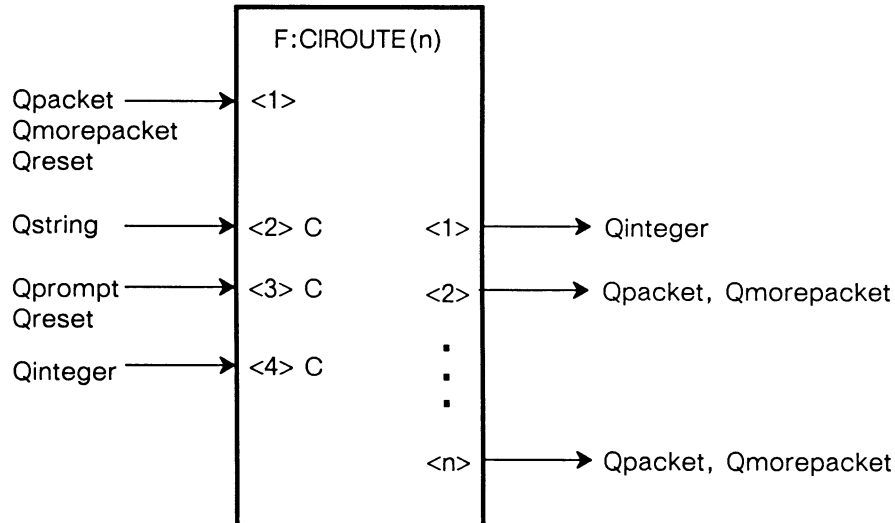 F:CIROUTE(n)
Qpacket <1>
Qmorepacket
Qreset
Qstring <2> C <1> Qinteger
Qprompt <3> C <2> Qpacket, Qmorepacket
Qreset
Qinteger <4> C
<n> Qpacket, Qmorepacket